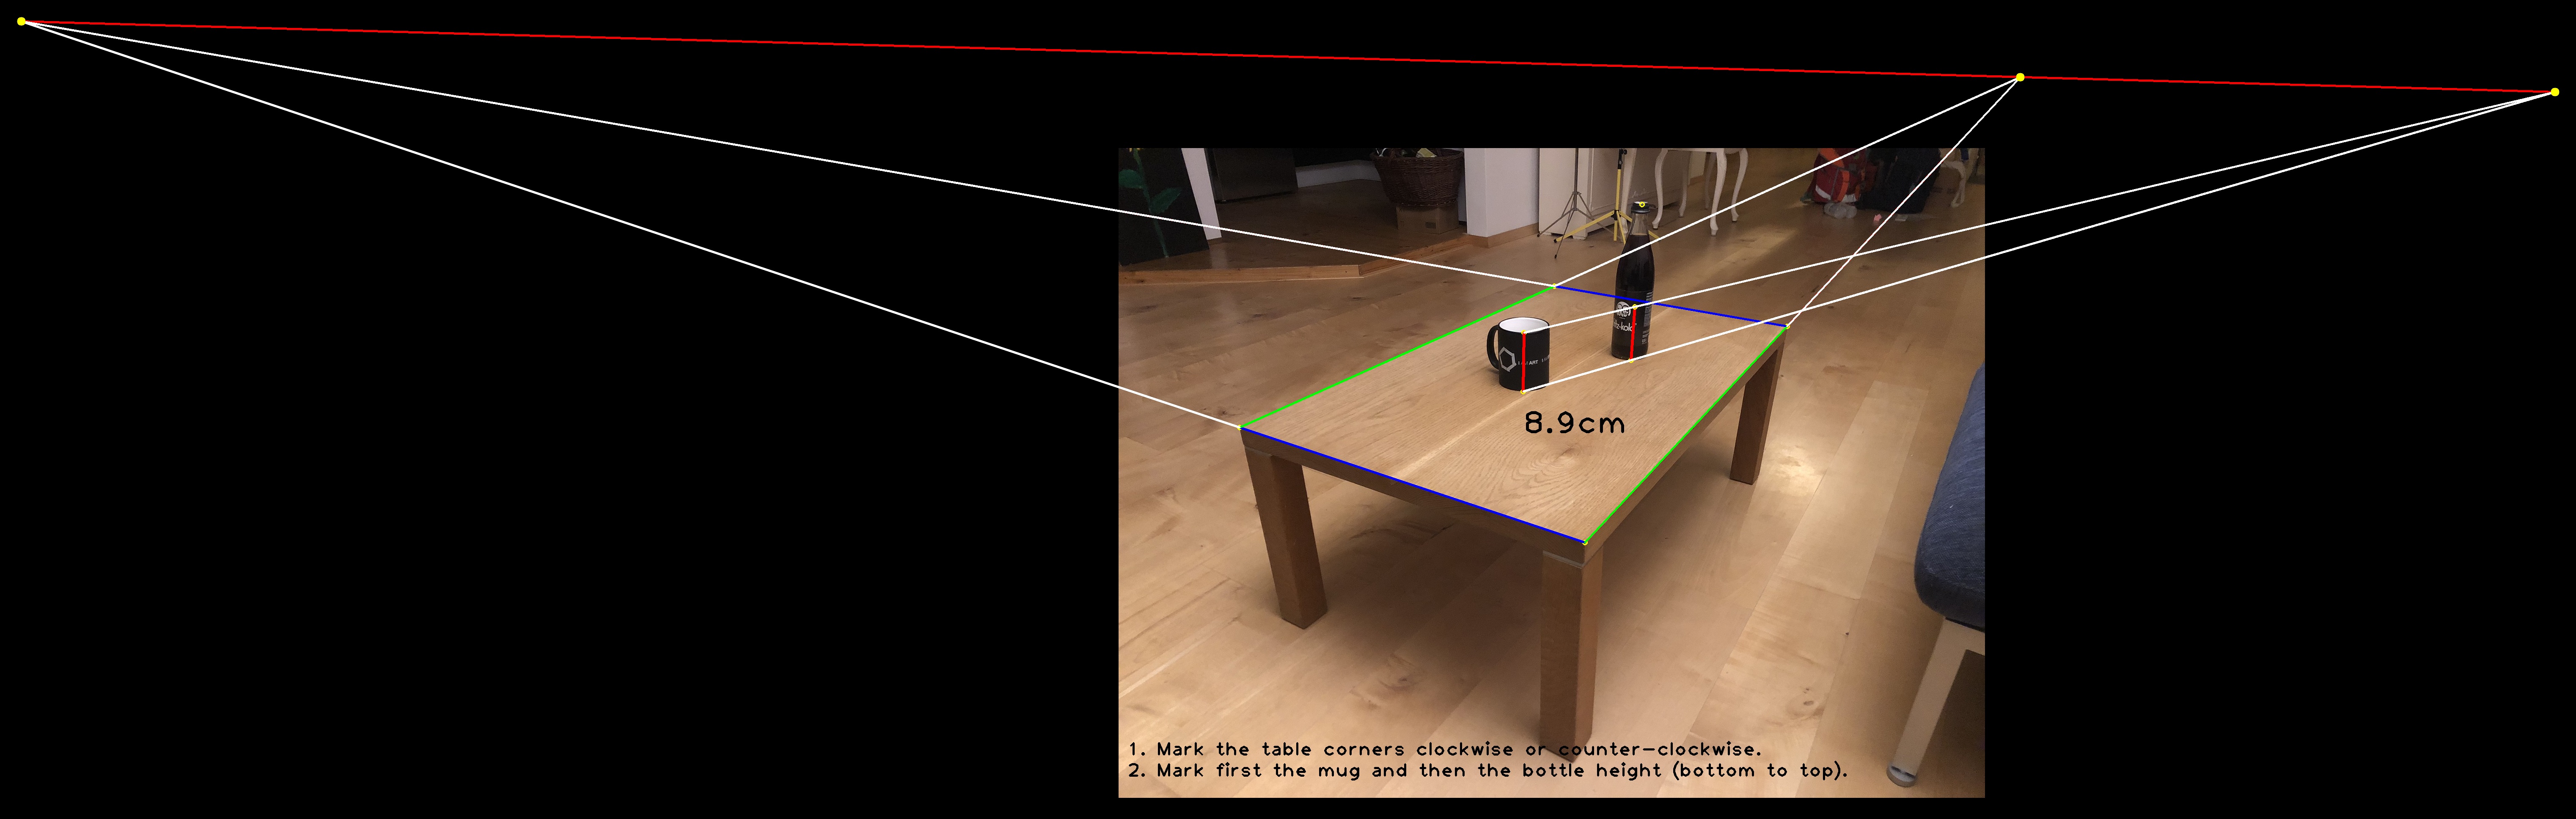 8.9cm
1. Mark the table corners clockwise or counter-clockwise.
2. Mark first the mug and then the bottle height (bottom to top).